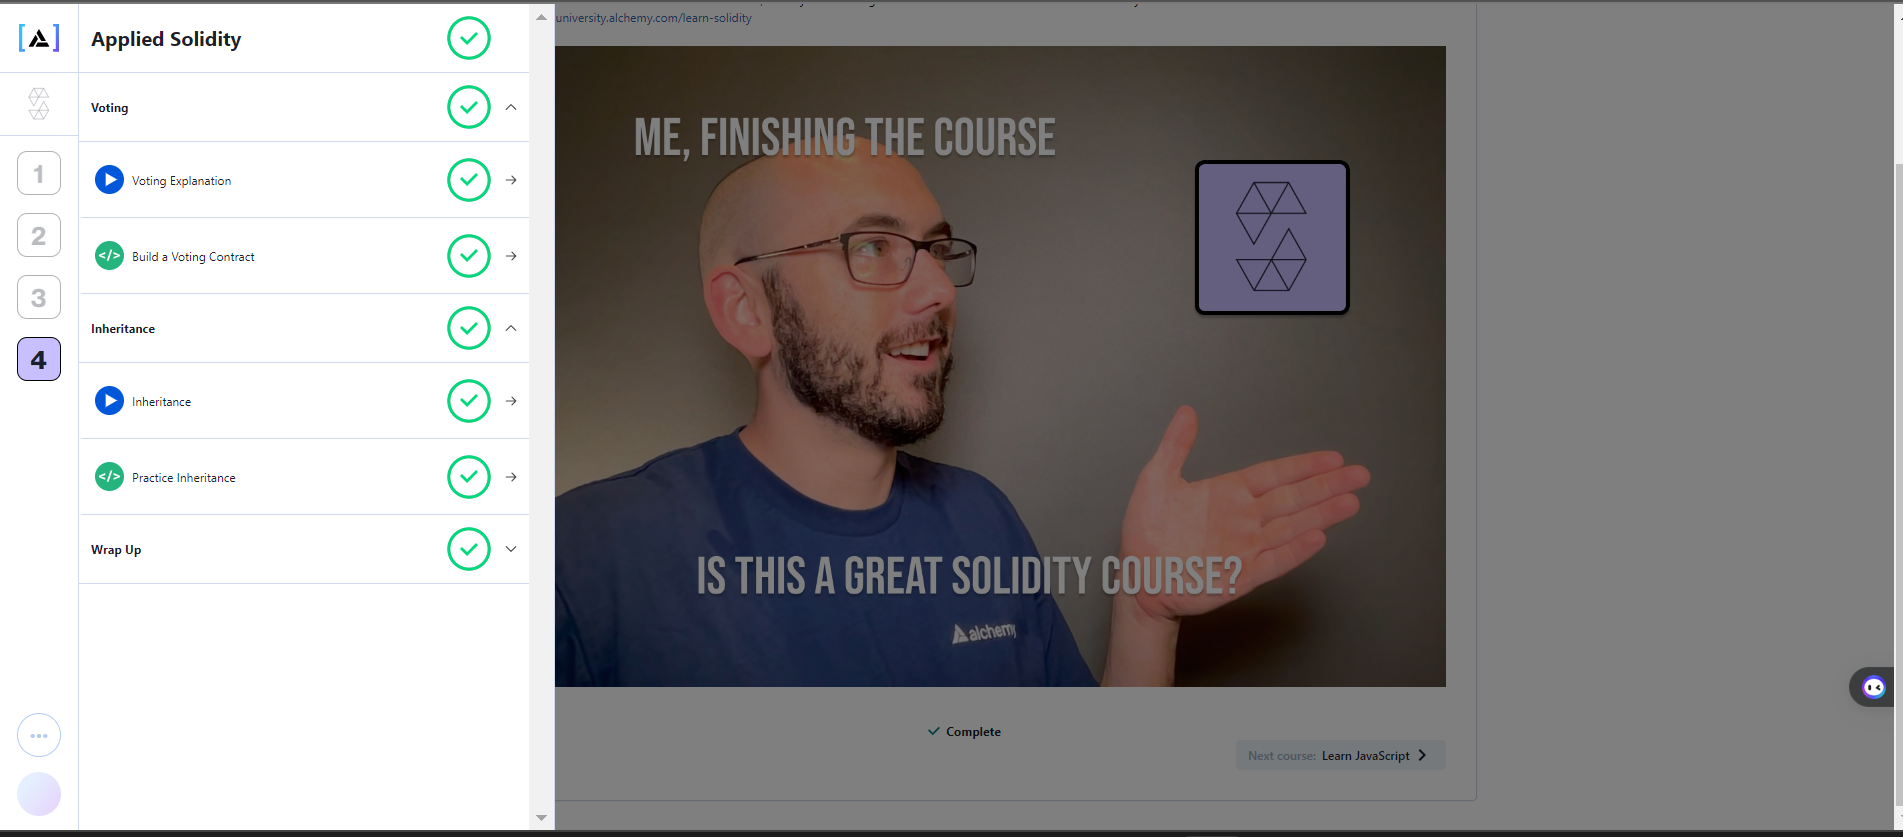 Applied Solidity
Voting
Voting Explanation
</> Build a Voting Contract
Inheritance
Inheritance
</> Practice Inheritance
Wrap Up
1
2
3
4
university.alchemy.com/learn-solidity
ME, FINISHING THE COURSE
IS THIS A GREAT SOLIDITY COURSE?
alchemy
Complete
Next course: Learn JavaScript